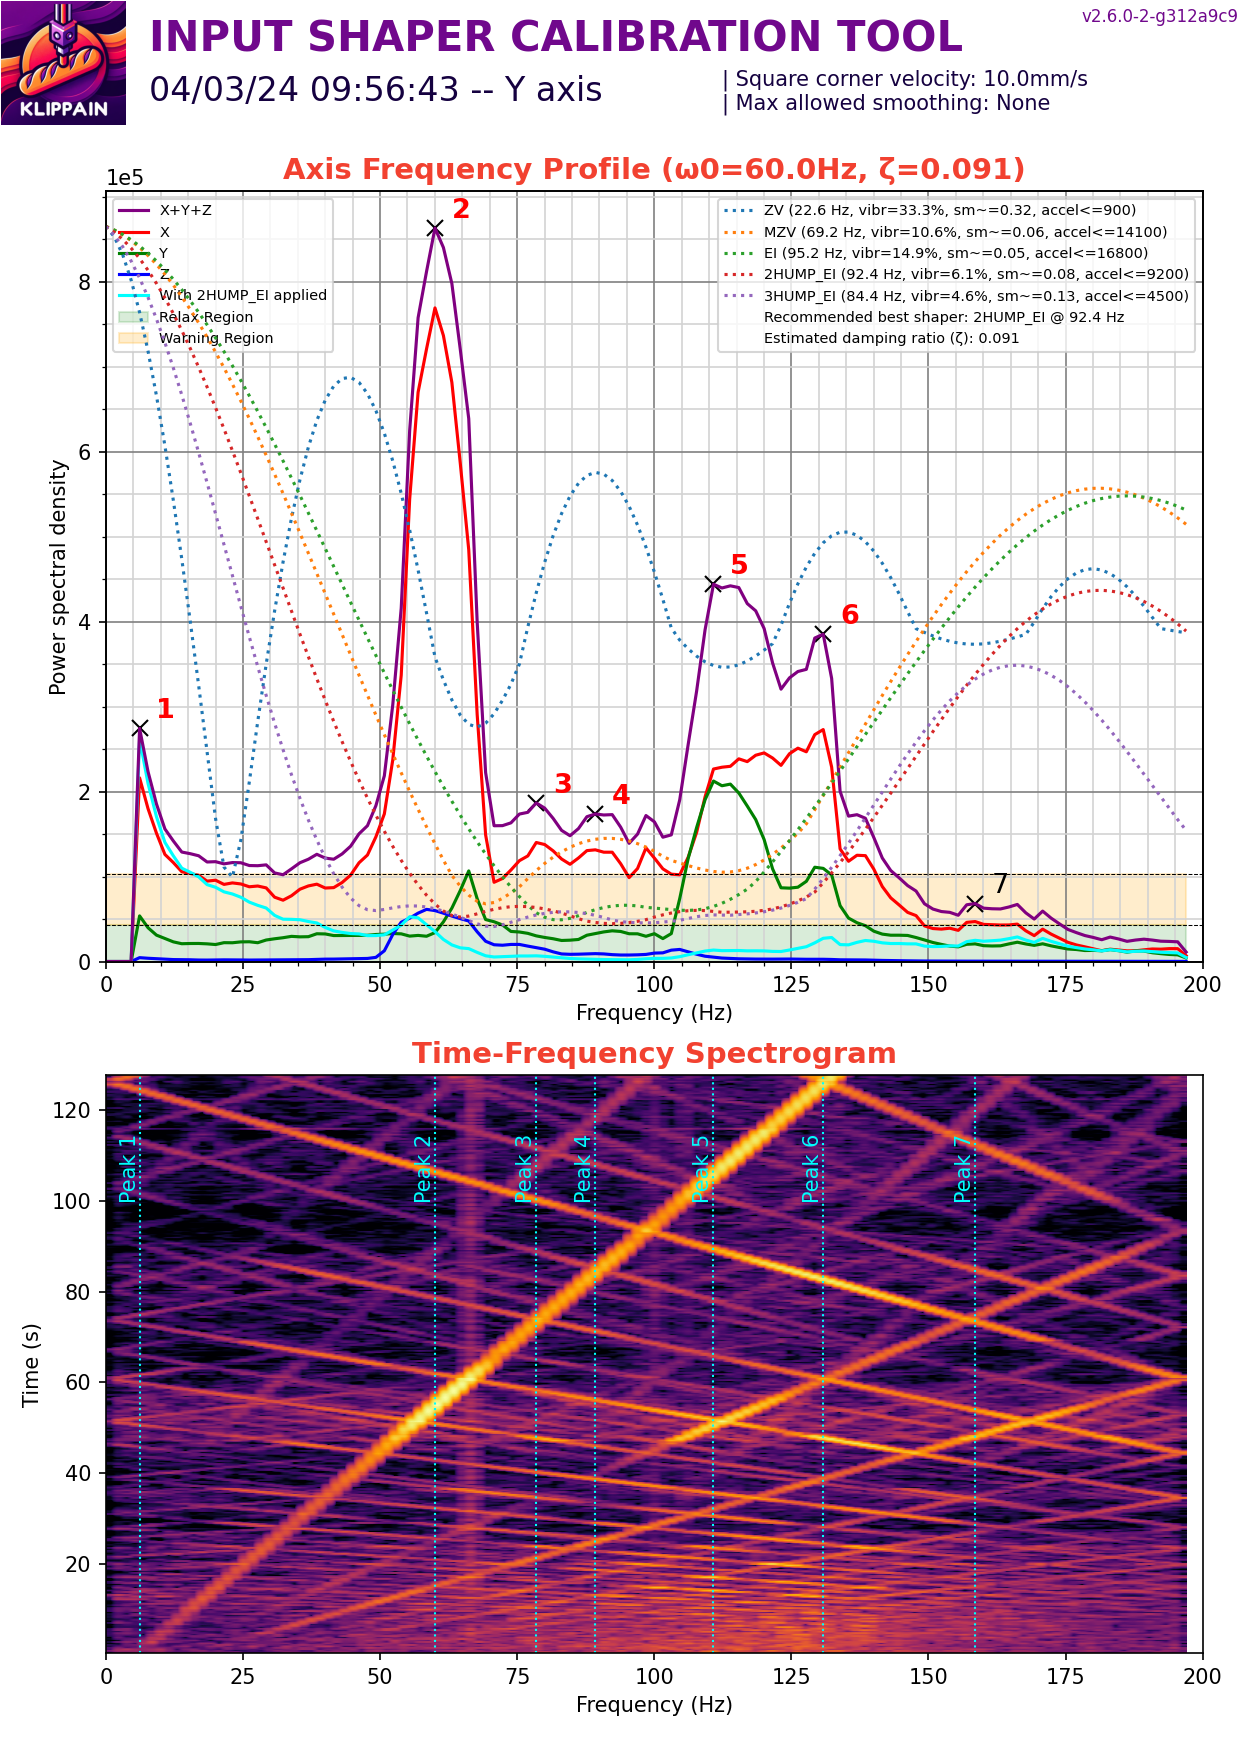 v2.6.0-2-g312a9c9
INPUT SHAPER CALIBRATION TOOL
04/03/24 09:56:43 -- Y axis
| Square corner velocity: 10.0mm/s
| Max allowed smoothing: None
KLIPPAIN
Axis Frequency Profile (ω0=60.0Hz, ζ=0.091)
1e5
X+Y+Z
X
Y
Z
With 2HUMP_EI applied
Relax Region
Warning Region
ZV (22.6 Hz, vibr=33.3%, sm~=0.32, accel<=900)
MZV (69.2 Hz, vibr=10.6%, sm~=0.06, accel<=14100)
EI (95.2 Hz, vibr=14.9%, sm~=0.05, accel<=16800)
2HUMP_EI (92.4 Hz, vibr=6.1%, sm~=0.08, accel<=9200)
3HUMP_EI (84.4 Hz, vibr=4.6%, sm~=0.13, accel<=4500)
Recommended best shaper: 2HUMP_EI @ 92.4 Hz
Estimated damping ratio (ζ): 0.091
1
2
3
4
5
6
7
Power spectral density
8
6
4
2
0
0 25 50 75 100 125 150 175 200
Frequency (Hz)
Time-Frequency Spectrogram
Peak 1
Peak 2
Peak 3
Peak 4
Peak 5
Peak 6
Peak 7
Time (s)
120
100
80
60
40
20
0 25 50 75 100 125 150 175 200
Frequency (Hz)